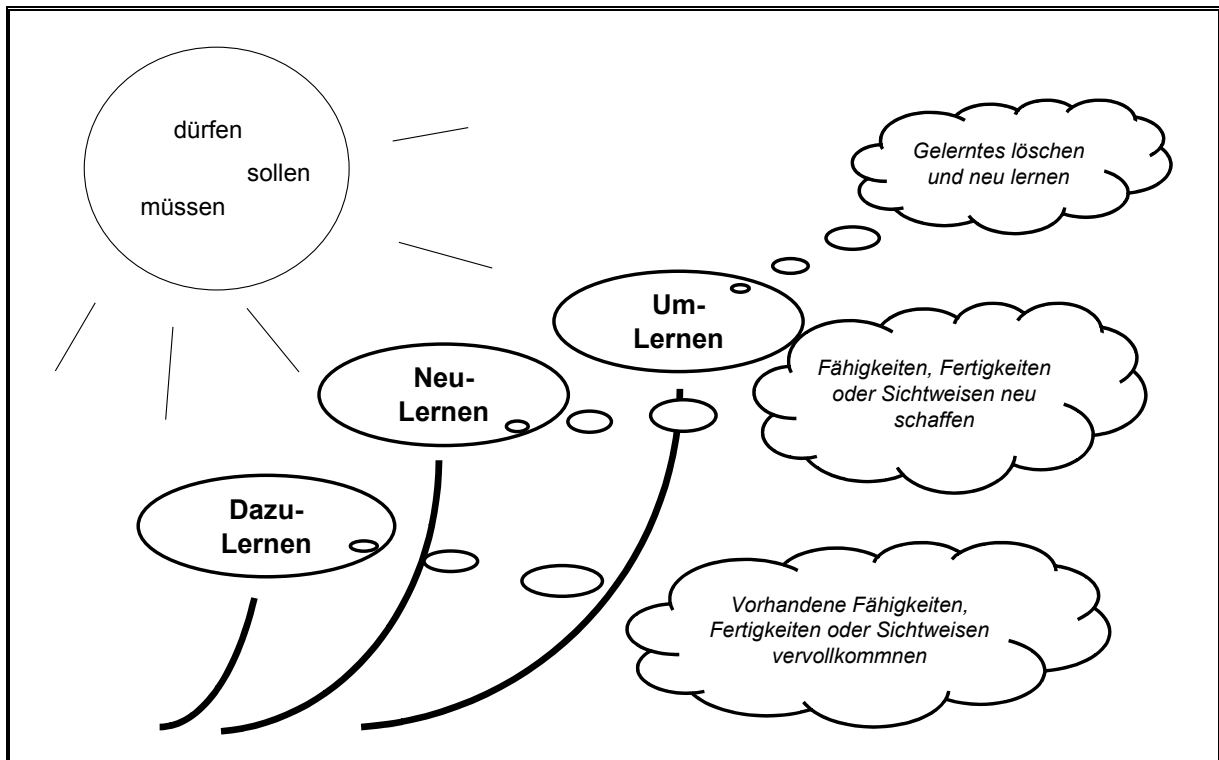 dürfen
sollen
müssen
Gelerntes löschen
und neu lernen
Um-
Lernen
Fähigkeiten, Fertigkeiten
oder Sichtweisen neu
schaffen
Neu-
Lernen
Dazu-
Lernen
Vorhandene Fähigkeiten,
Fertigkeiten oder Sichtweisen
vervollkommnen